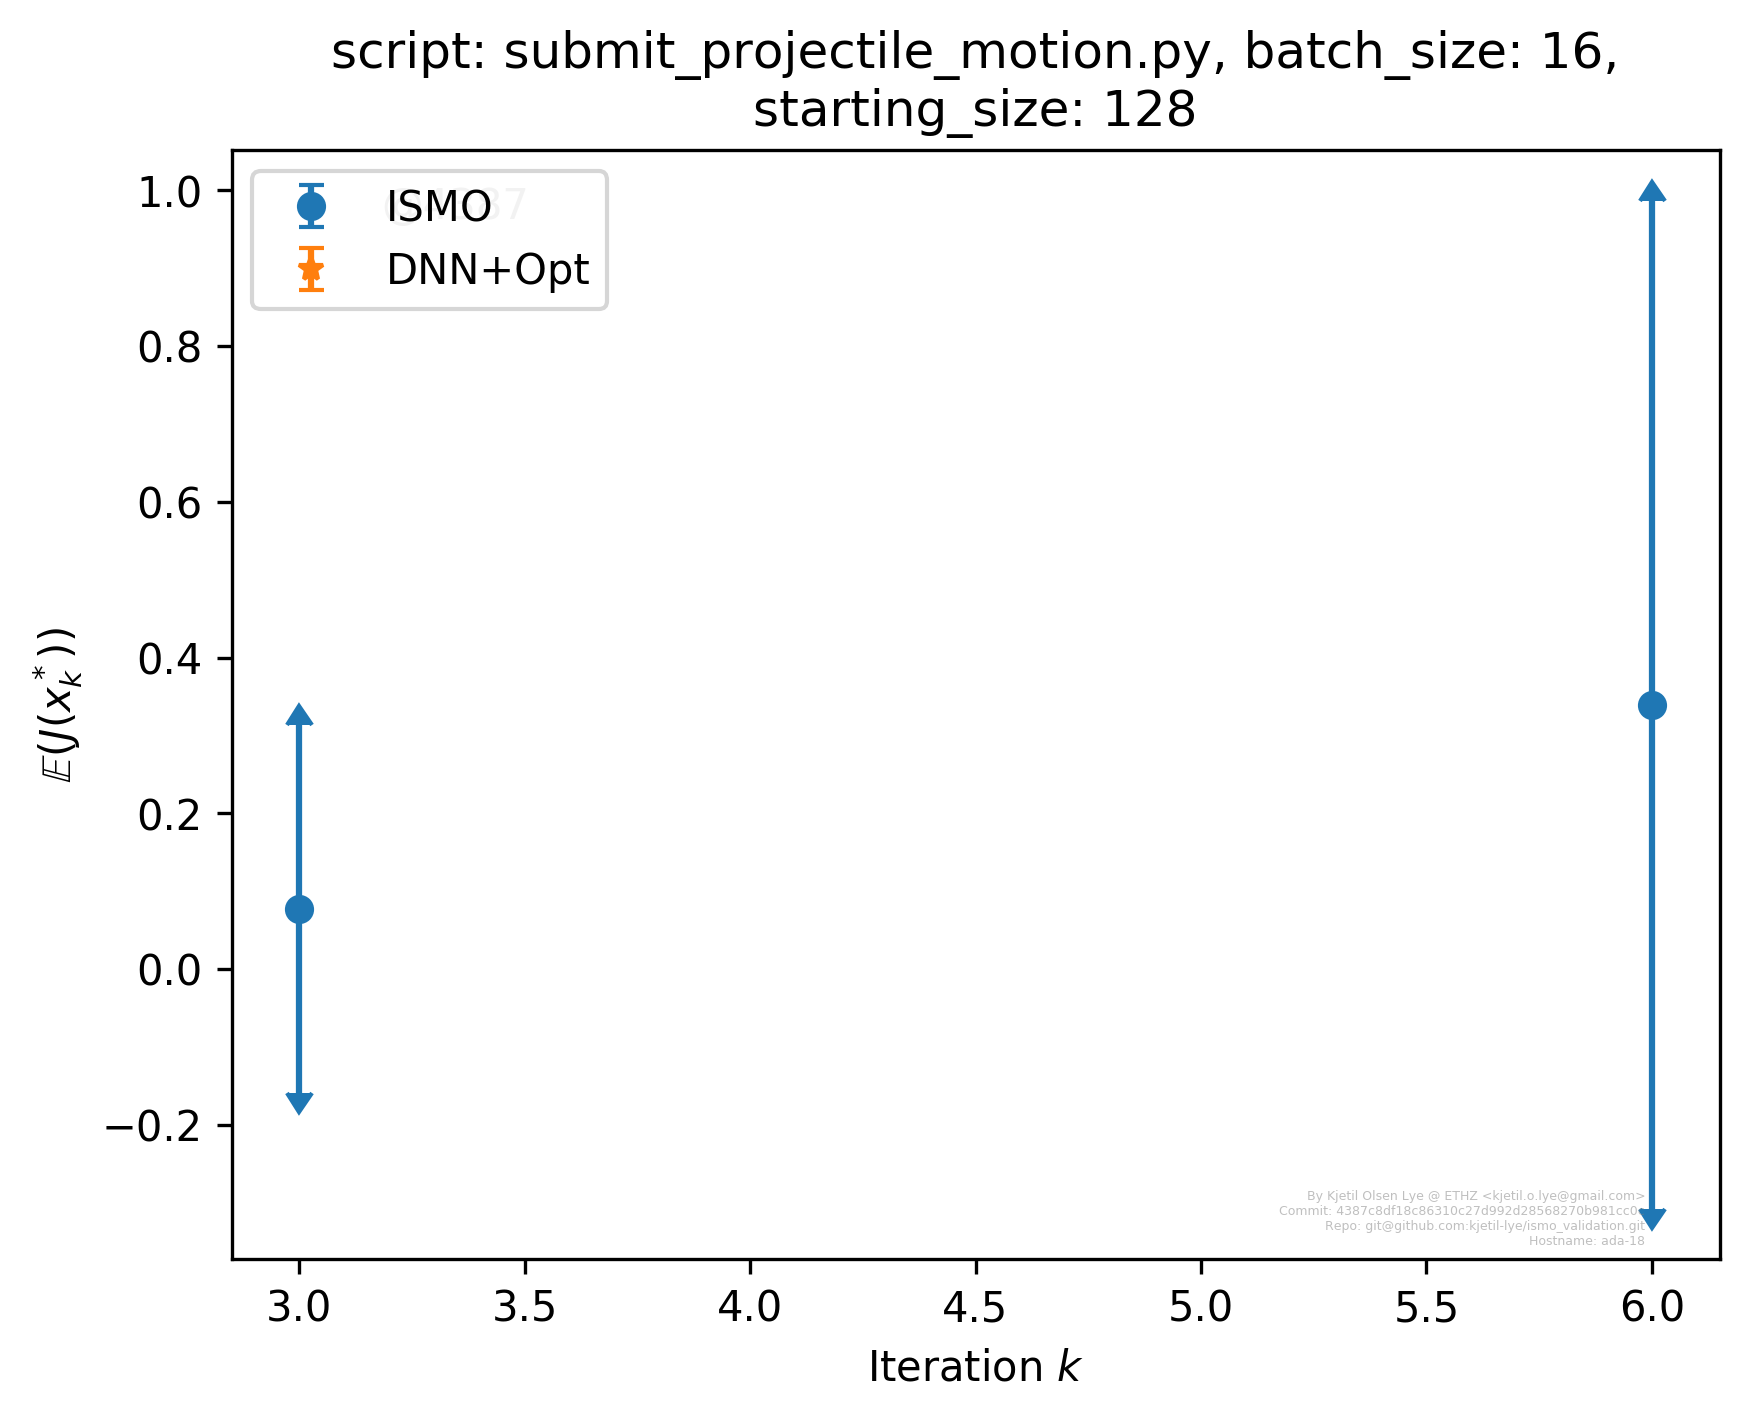 script: submit_projectile_motion.py, batch_size: 16,
starting_size: 128
ISMO
DNN+Opt
1.0
0.8
0.6
0.4
0.2
0.0
−0.2
𝔼(J(x*k))
3.0 3.5 4.0 4.5 5.0 5.5 6.0
Iteration k
By Kjetil Olsen Lye @ ETHZ <kjetil.o.lye@gmail.com>
Commit: 4387c8df18c86310c27d992d28568270b981cc0
Repo: git@github.com:kjetil-lye/ismo_validation.git
Hostname: ada-18